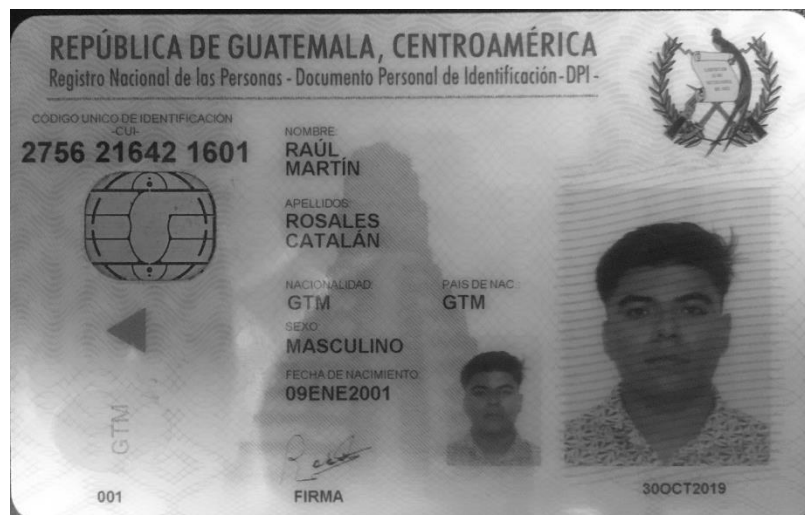 REPÚBLICA DE GUATEMALA, CENTROAMÉRICA
Registro Nacional de las Personas - Documento Personal de Identificación - DPI -
CÓDIGO UNICO DE IDENTIFICACIÓN
-CUI-
2756 21642 1601
NOMBRE:
RAÚL
MARTÍN
APELLIDOS:
ROSALES
CATALÁN
NACIONALIDAD:
GTM
PAIS DE NAC.:
GTM
SEXO:
MASCULINO
FECHA DE NACIMIENTO:
09ENE2001
GTM
001
FIRMA
30OCT2019